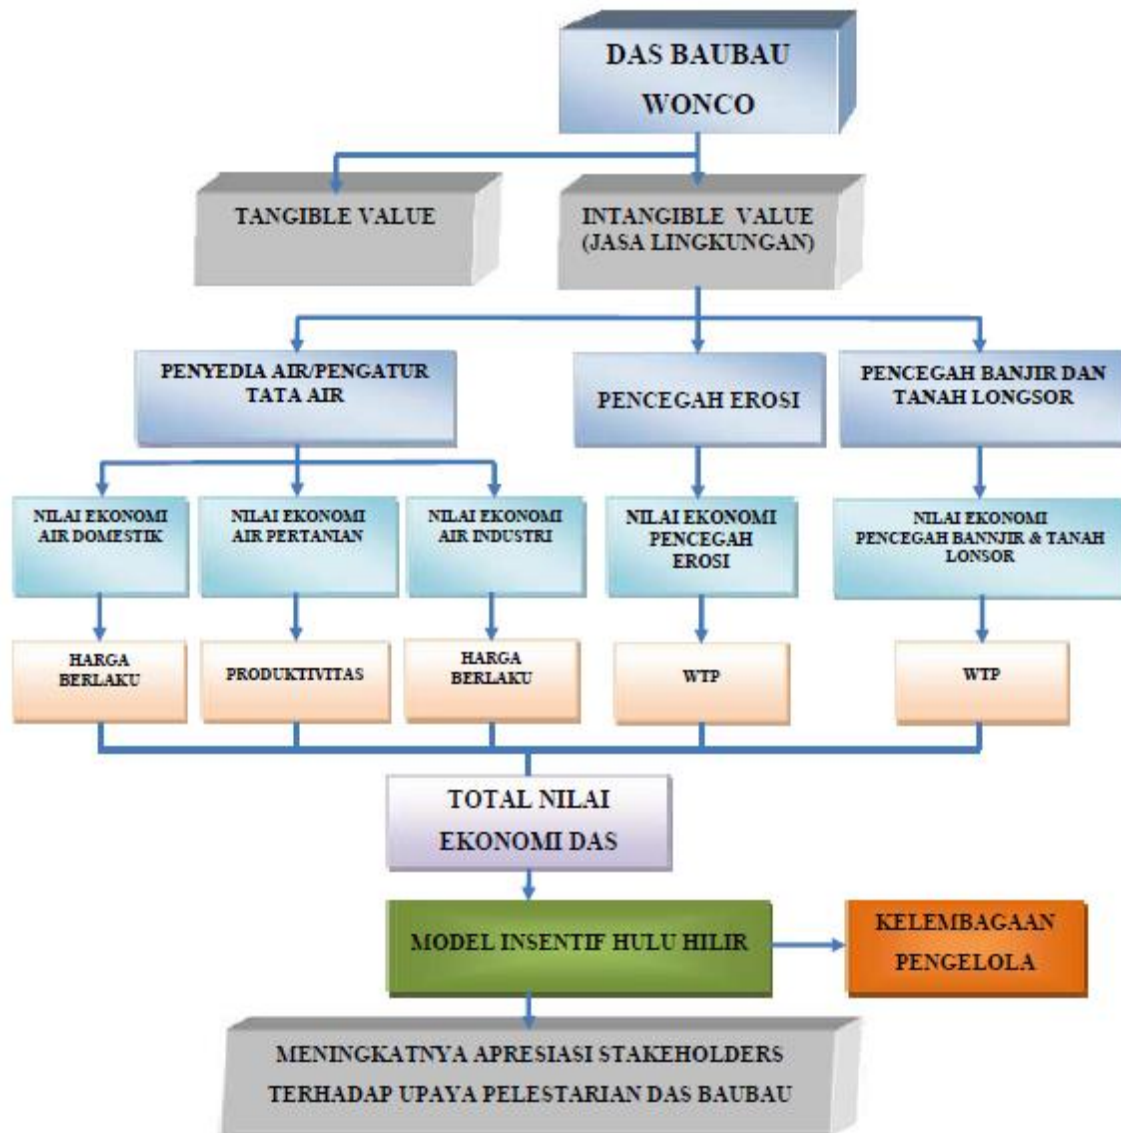 DAS BAUBAU
WONCO
TANGIBLE VALUE
INTANGIBLE VALUE
(JASA LINGKUNGAN)
PENYEDIA AIR/PENGATUR
TATA AIR
PENCEGAH EROSI
PENCEGAH BANJIR DAN
TANAH LONGSOR
NILAI EKONOMI
AIR DOMESTIK
NILAI EKONOMI
AIR PERTANIAN
NILAI EKONOMI
AIR INDUSTRI
NILAI EKONOMI
PENCEGAH
EROSI
NILAI EKONOMI
PENCEGAH BANNJIR & TANAH
LONSOR
HARGA
BERLAKU
PRODUKTIVITAS
HARGA
BERLAKU
WTP
WTP
TOTAL NILAI
EKONOMI DAS
MODEL INSENTIF HULU HILIR
KELEMBAGAAN
PENGELOLA
MENINGKATNYA APRESIASI STAKEHOLDERS
TERHADAP UPAYA PELESTARIAN DAS BAUBAU